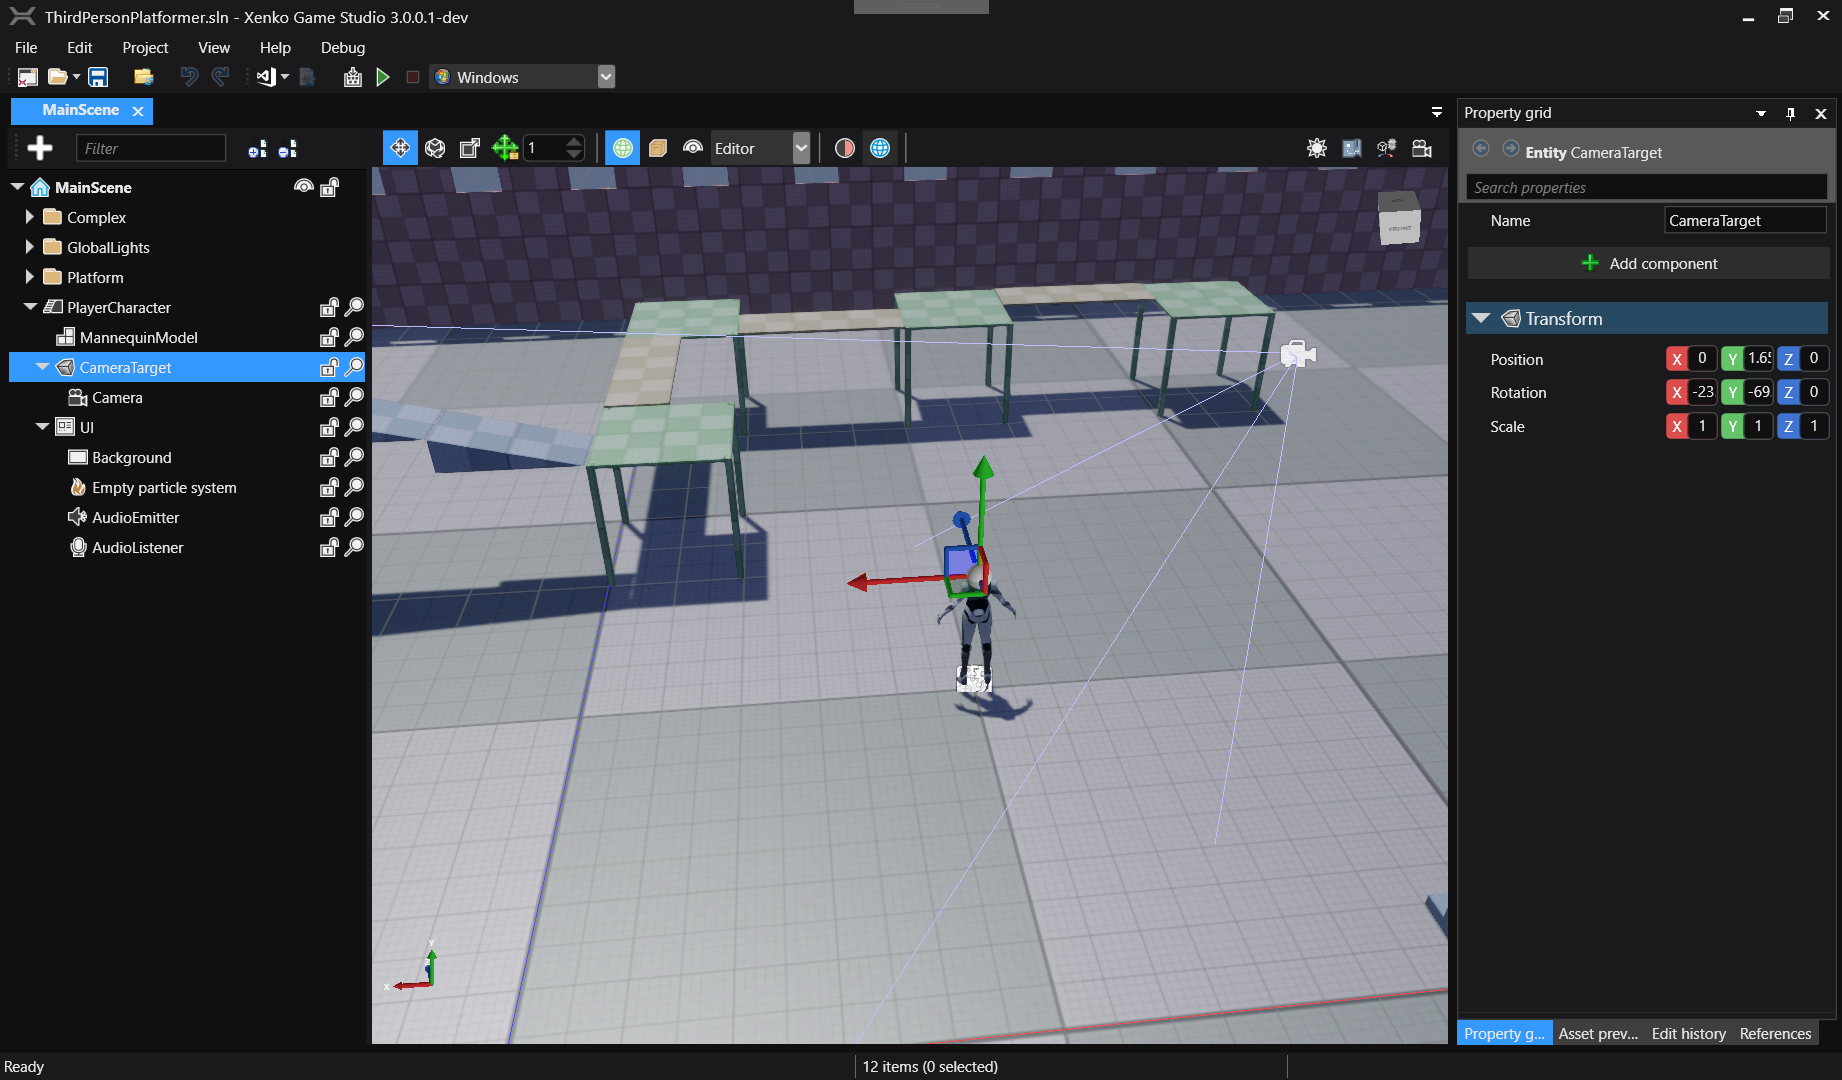 ThirdPersonPlatformer.sln - Xenko Game Studio 3.0.0.1-dev
File Edit Project View Help Debug
Windows
MainScene
Filter
1
Editor
MainScene
Complex
GlobalLights
Platform
PlayerCharacter
MannequinModel
CameraTarget
Camera
UI
Background
Empty particle system
AudioEmitter
AudioListener
Y
X
Property grid
Entity CameraTarget
Search properties
Name CameraTarget
Add component
Transform
Position X 0 Y 1.65 Z 0
Rotation X -23 Y -69 Z 0
Scale X 1 Y 1 Z 1
Property g... Asset prev... Edit history References
Ready
12 items (0 selected)